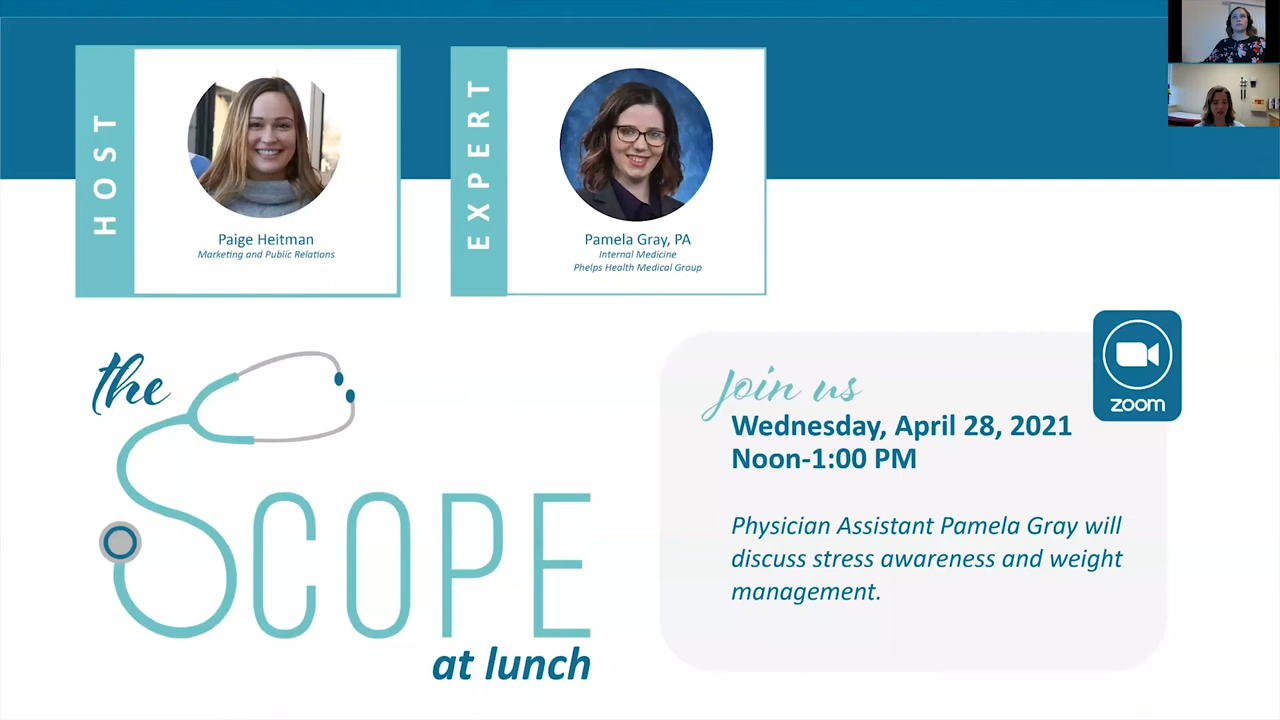 HOST
Paige Heitman
Marketing and Public Relations
EXPERT
Pamela Gray, PA
Internal Medicine
Phelps Health Medical Group
the
SCOPE
at lunch
zoom
Join us
Wednesday, April 28, 2021
Noon-1:00 PM
Physician Assistant Pamela Gray will
discuss stress awareness and weight
management.